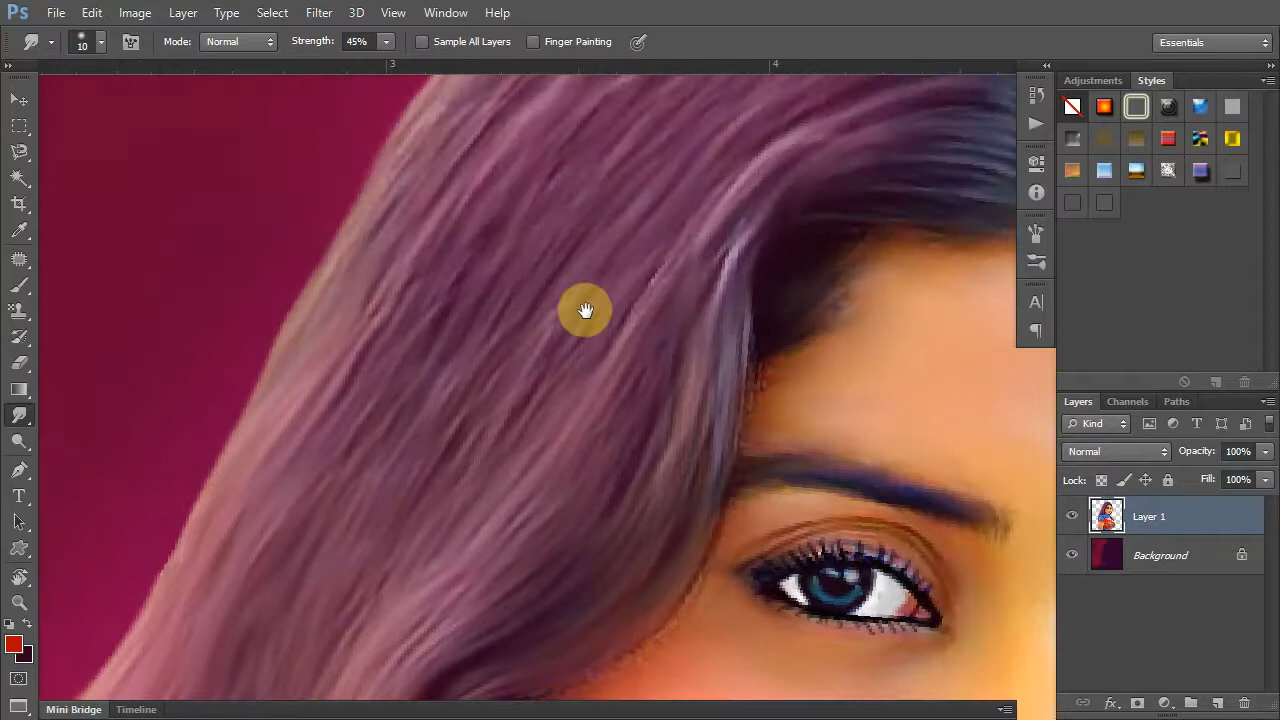 Ps File Edit Image Layer Type Select Filter 3D View Window Help
10 Mode: Normal Strength: 45% Sample All Layers Finger Painting Essentials
3 4
Adjustments Styles
A
Layers Channels Paths
Kind T
Normal Opacity: 100%
Lock: Fill: 100%
T
Layer 1
Background
fx
Mini Bridge Timeline